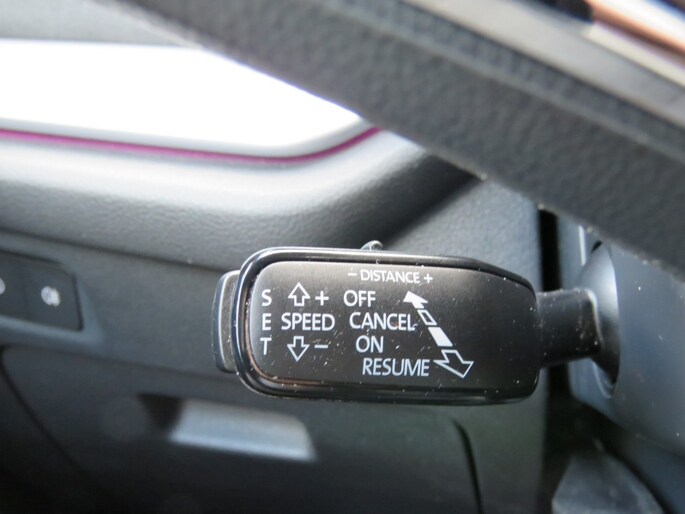 - DISTANCE +
S + OFF
E SPEED CANCEL
T - ON
RESUME